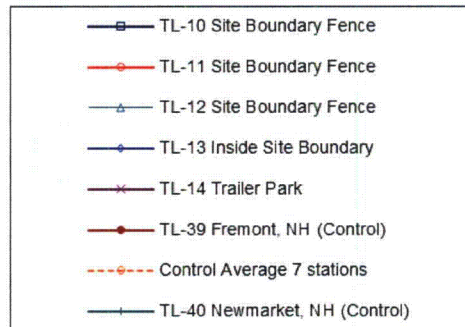 TL-10 Site Boundary Fence
TL-11 Site Boundary Fence
TL-12 Site Boundary Fence
TL-13 Inside Site Boundary
TL-14 Trailer Park
TL-39 Fremont, NH (Control)
Control Average 7 stations
TL-40 Newmarket, NH (Control)